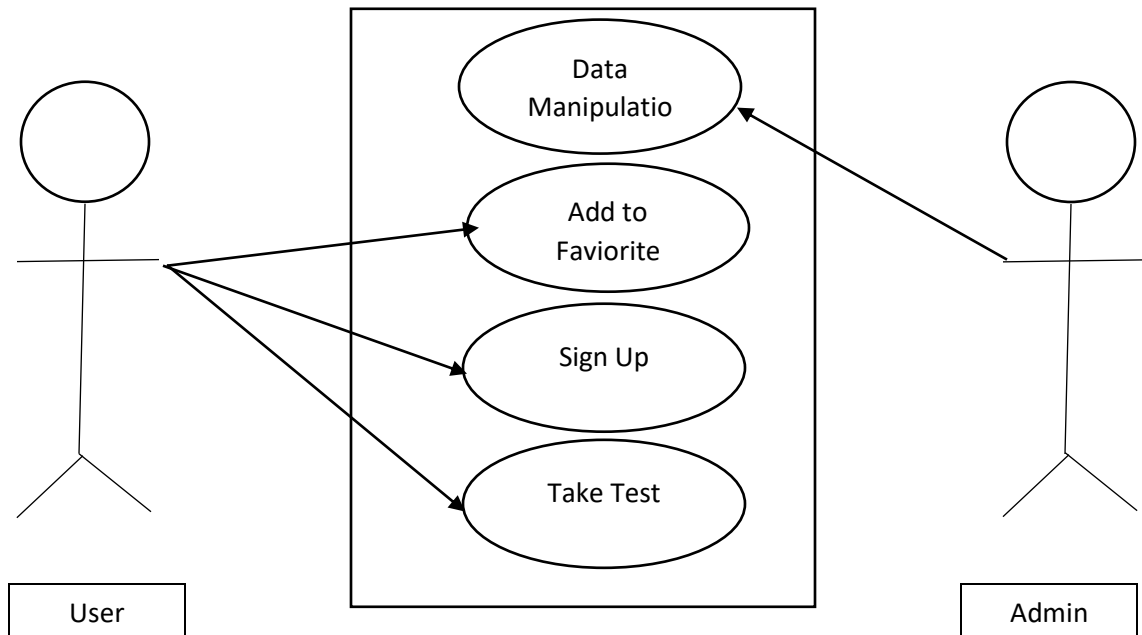 Data
Manipulatio
Add to
Faviorite
Sign Up
Take Test
User
Admin